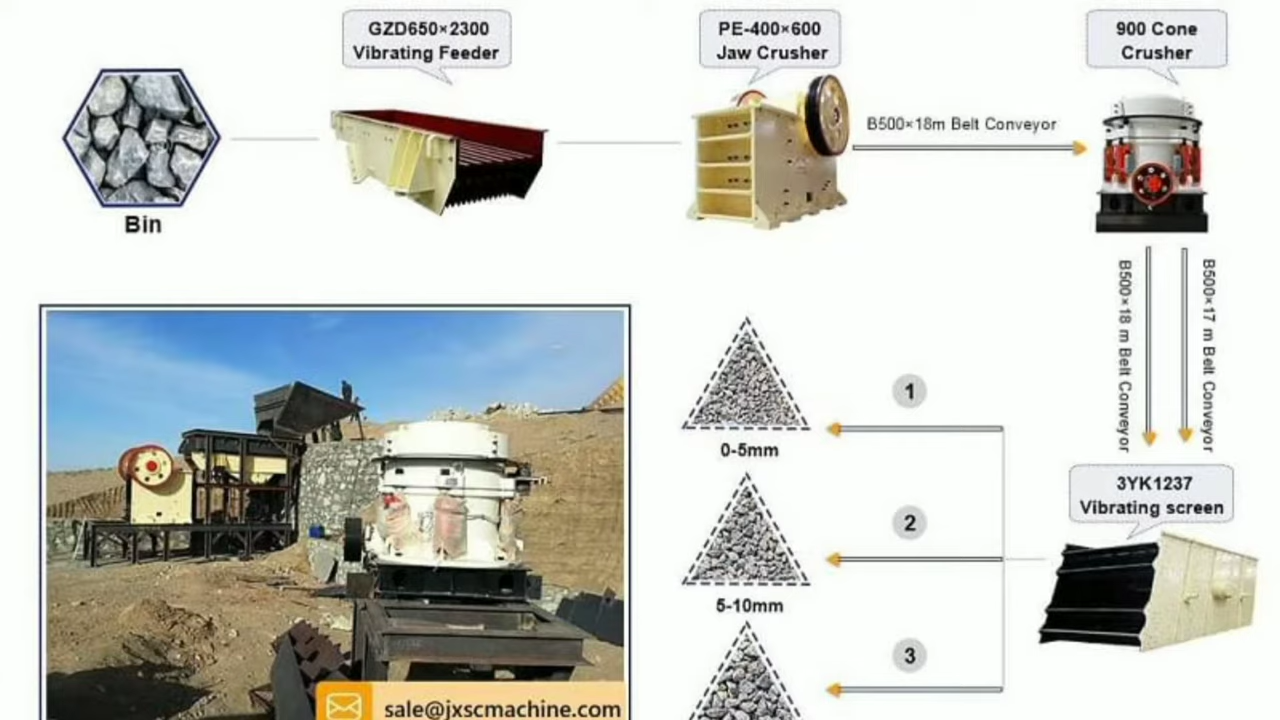 GZD650×2300
Vibrating Feeder
PE-400×600
Jaw Crusher
900 Cone
Crusher
B500×18m Belt Conveyor
Bin
B500×18 m Belt Conveyor
B500×17 m Belt Conveyor
1
0-5mm
3YK1237
Vibrating screen
2
5-10mm
3
sale@jxscmachine.com